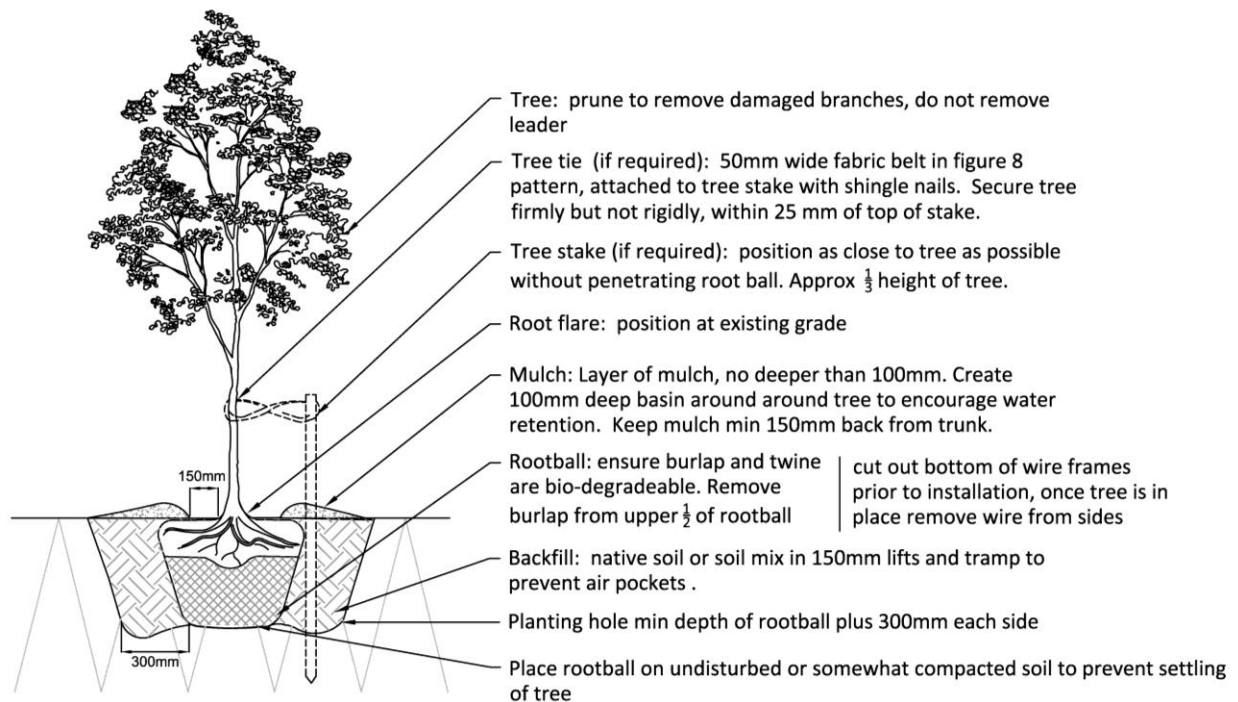 Tree: prune to remove damaged branches, do not remove
leader
Tree tie (if required): 50mm wide fabric belt in figure 8
pattern, attached to tree stake with shingle nails. Secure tree
firmly but not rigidly, within 25 mm of top of stake.
Tree stake (if required): position as close to tree as possible
without penetrating root ball. Approx ⅓ height of tree.
Root flare: position at existing grade
Mulch: Layer of mulch, no deeper than 100mm. Create
100mm deep basin around around tree to encourage water
retention. Keep mulch min 150mm back from trunk.
150mm
Rootball: ensure burlap and twine
are bio-degradeable. Remove
burlap from upper ½ of rootball
cut out bottom of wire frames
prior to installation, once tree is in
place remove wire from sides
Backfill: native soil or soil mix in 150mm lifts and tramp to
prevent air pockets .
Planting hole min depth of rootball plus 300mm each side
300mm
Place rootball on undisturbed or somewhat compacted soil to prevent settling
of tree